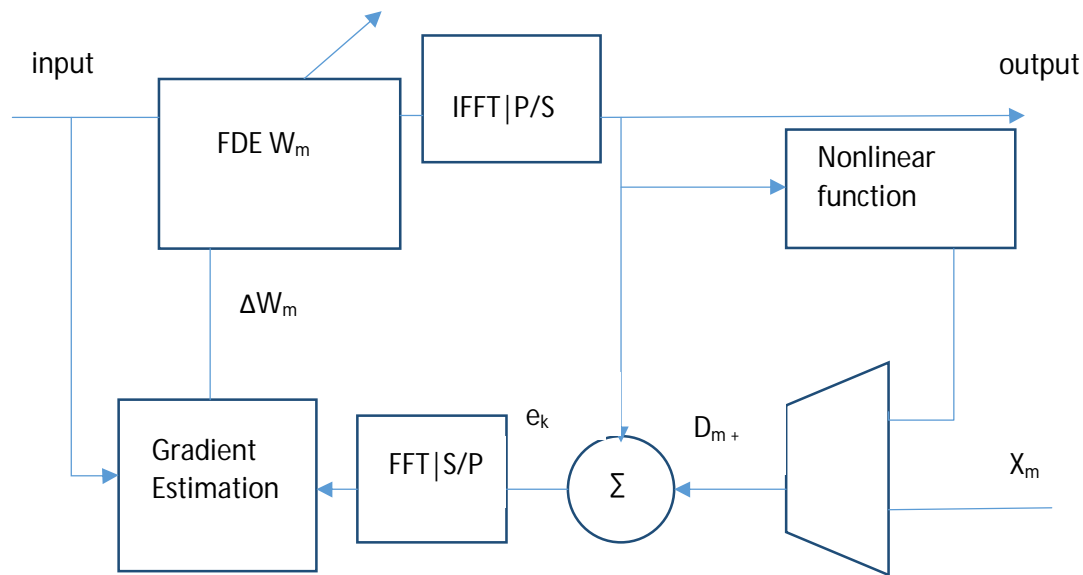 input
output
IFFT|P/S
FDE Wₘ
Nonlinear
function
ΔWₘ
eₖ
Dₘ ₊
Gradient
Estimation
FFT|S/P
Σ
Xₘ